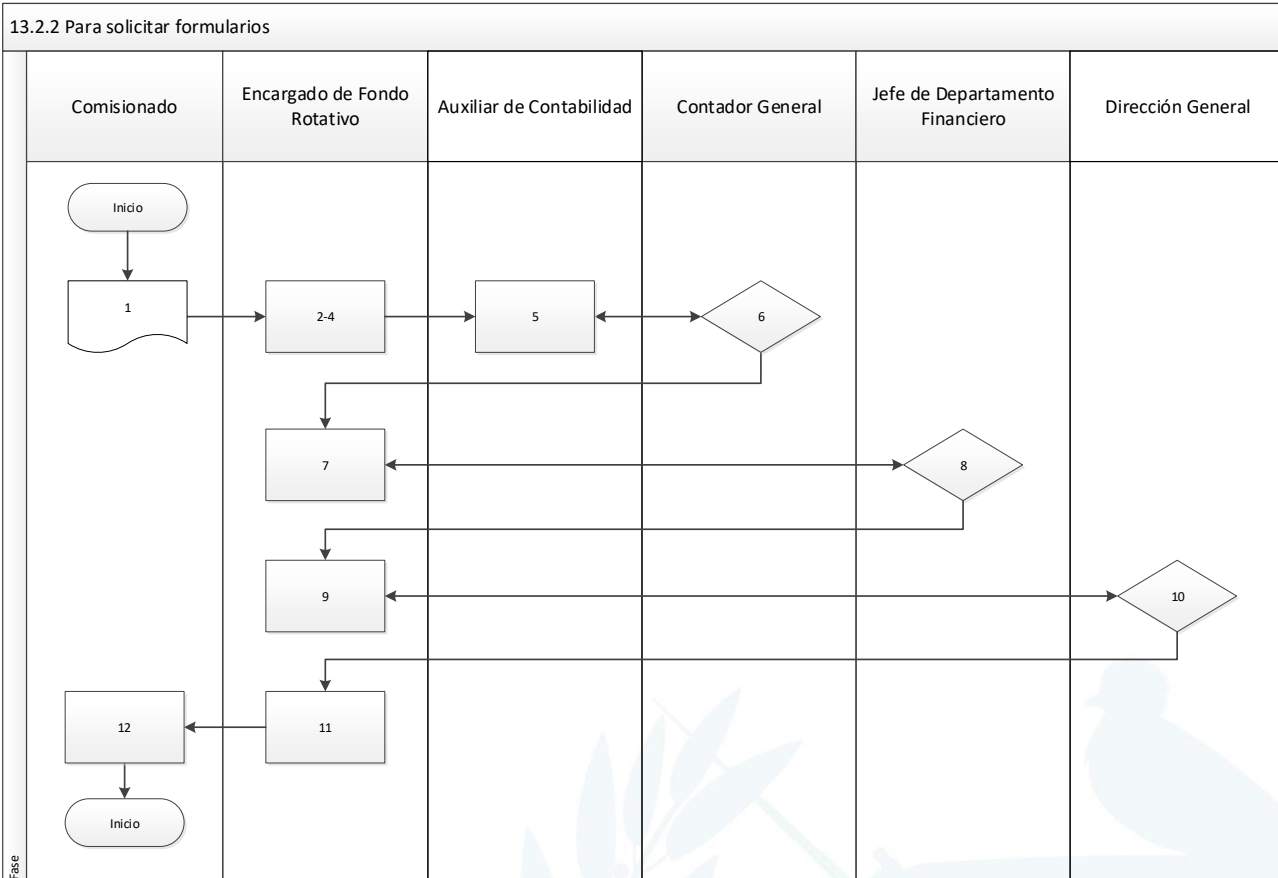 13.2.2 Para solicitar formularios
Comisionado
Encargado de Fondo
Rotativo
Auxiliar de Contabilidad
Contador General
Jefe de Departamento
Financiero
Dirección General
Inicio
1
2-4
5
6
7
8
9
10
12
11
Inicio
Fase